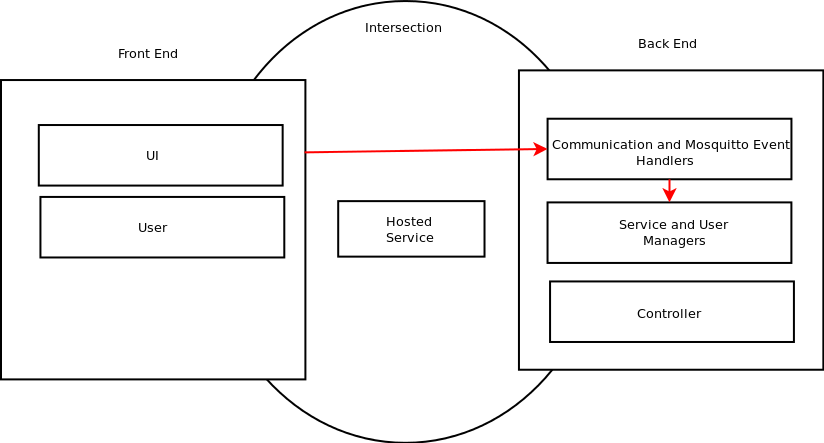 Intersection
Front End
Back End
UI
User
Hosted
Service
Communication and Mosquitto Event
Handlers
Service and User
Managers
Controller